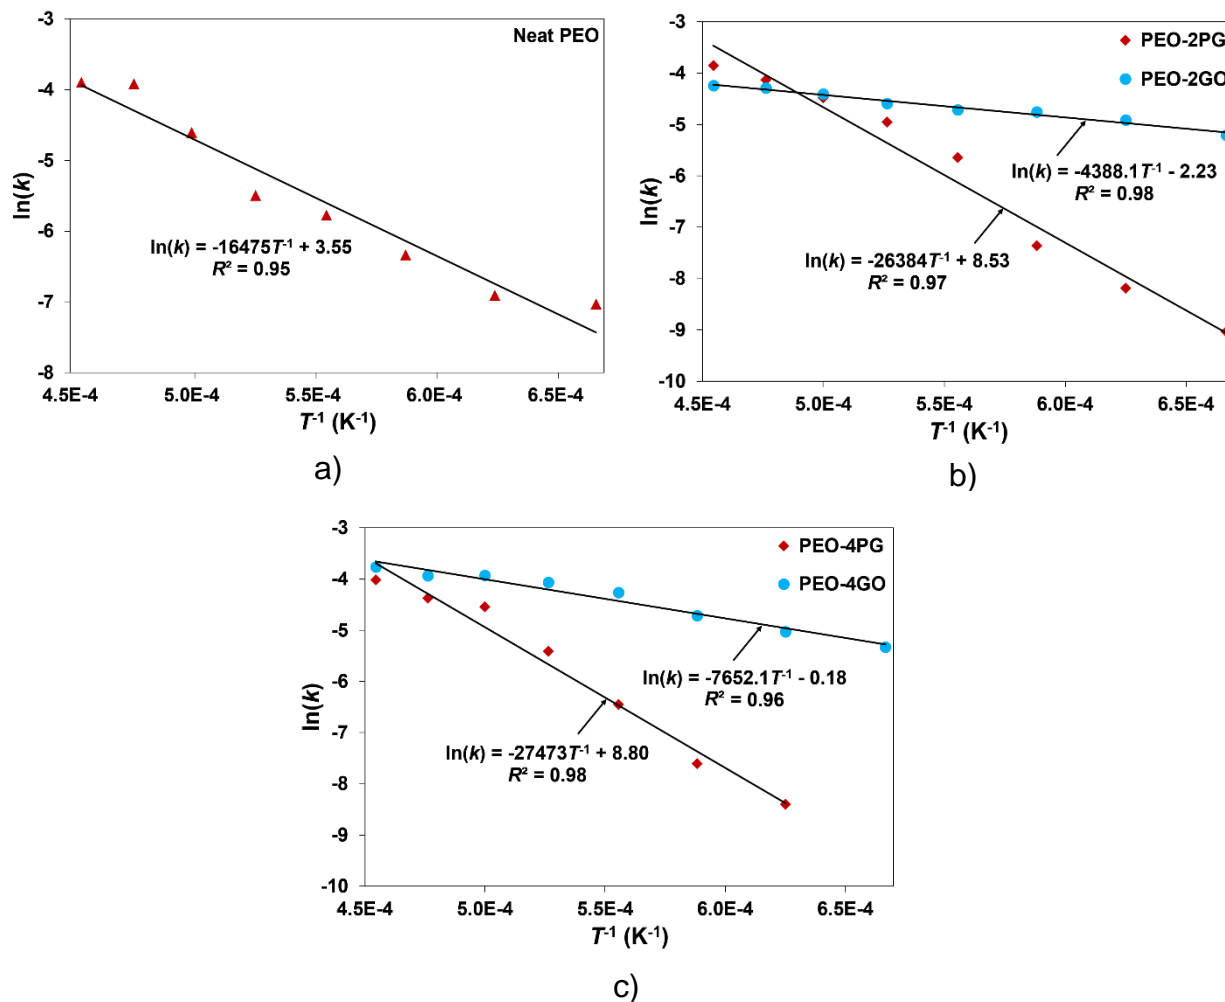 Neat PEO
-3
-4
-5
-6
-7
-8
ln(k)
ln(k) = -16475T⁻¹ + 3.55
R² = 0.95
4.5E-4 5.0E-4 5.5E-4 6.0E-4 6.5E-4
T⁻¹ (K⁻¹)
a)
PEO-2PG
PEO-2GO
-3
-4
-5
-6
-7
-8
-9
-10
ln(k)
ln(k) = -4388.1T⁻¹ - 2.23
R² = 0.98
ln(k) = -26384T⁻¹ + 8.53
R² = 0.97
4.5E-4 5.0E-4 5.5E-4 6.0E-4 6.5E-4
T⁻¹ (K⁻¹)
b)
PEO-4PG
PEO-4GO
-3
-4
-5
-6
-7
-8
-9
-10
ln(k)
ln(k) = -7652.1T⁻¹ - 0.18
R² = 0.96
ln(k) = -27473T⁻¹ + 8.80
R² = 0.98
4.5E-4 5.0E-4 5.5E-4 6.0E-4 6.5E-4
T⁻¹ (K⁻¹)
c)